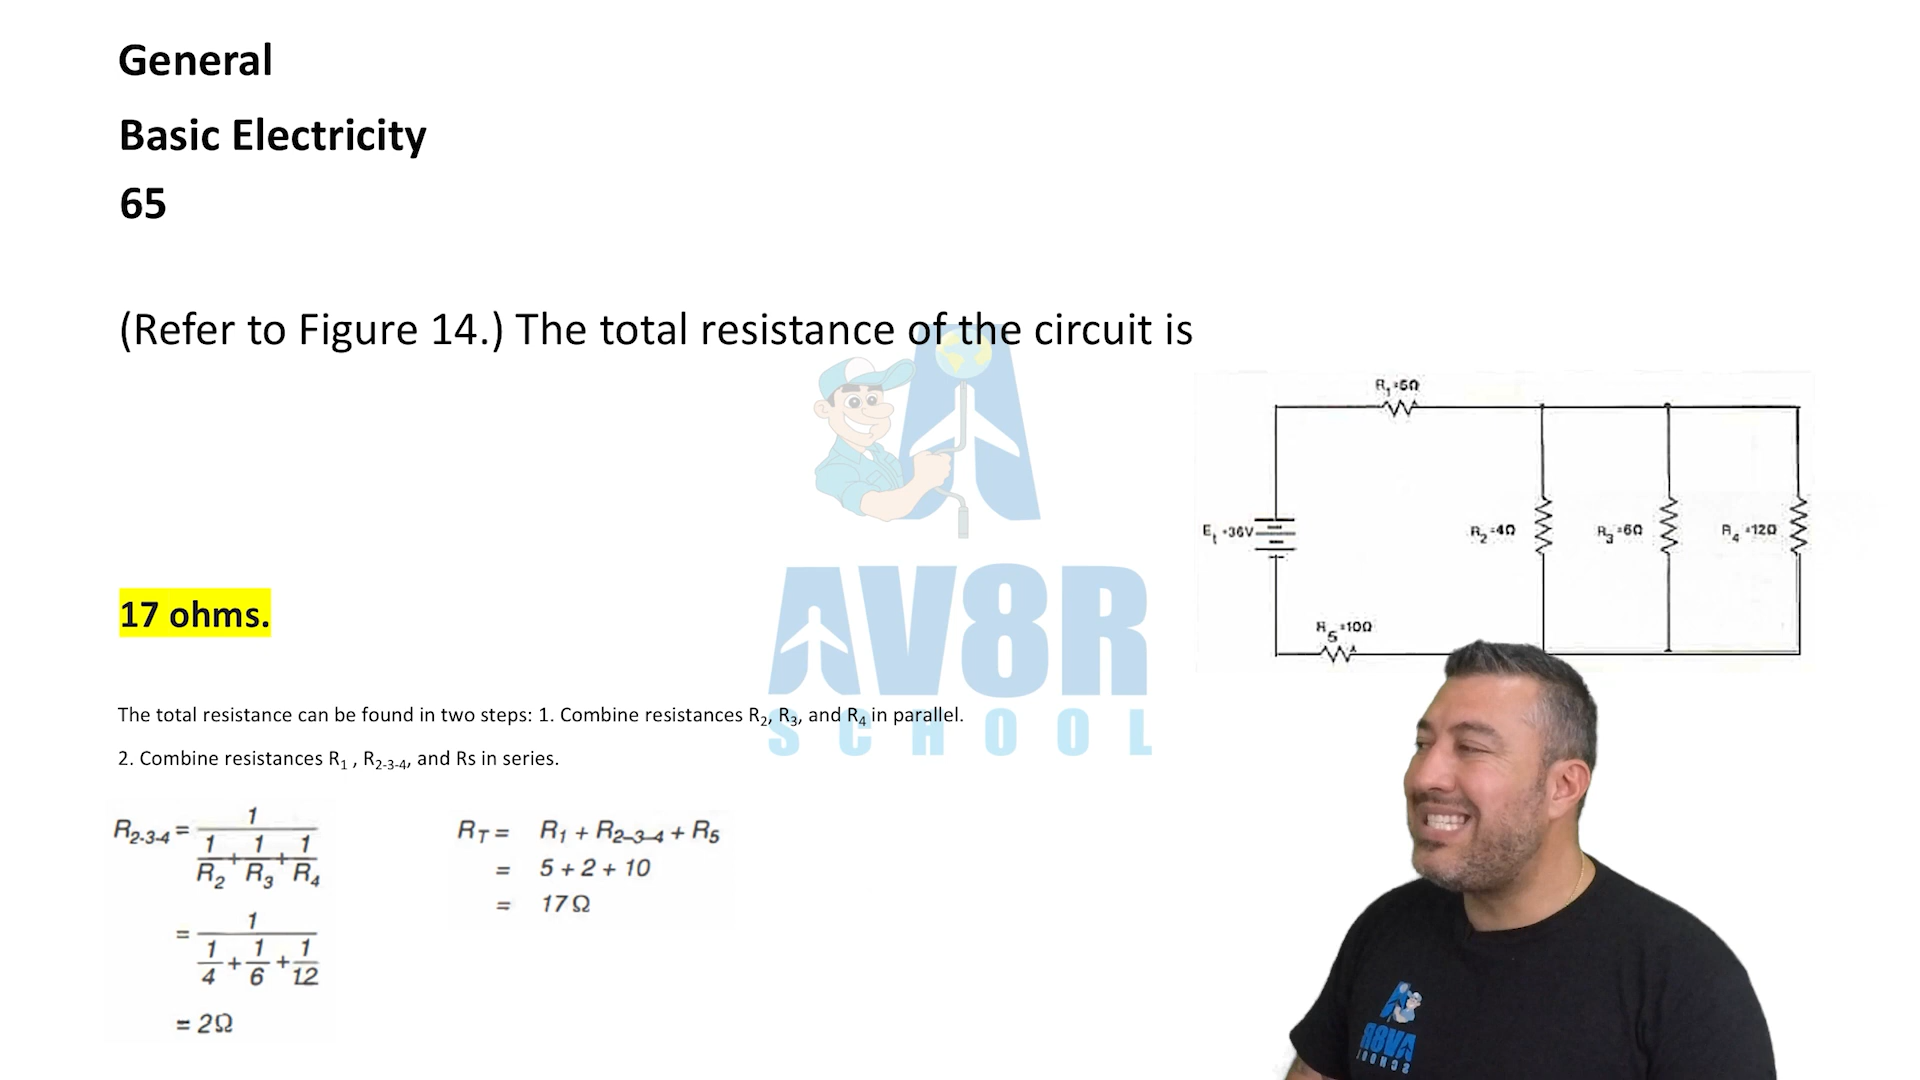 General
Basic Electricity
65
(Refer to Figure 14.) The total resistance of the circuit is
R₁=5Ω
E_t=36V
R₂=4Ω
R₃=6Ω
R₄=12Ω
R₅=10Ω
17 ohms.
AV8R
SCHOOL
The total resistance can be found in two steps: 1. Combine resistances R₂, R₃, and R₄ in parallel.
2. Combine resistances R₁ , R₂₋₃₋₄, and Rs in series.
R₂₋₃₋₄ = 1 / (1/R₂ + 1/R₃ + 1/R₄)
= 1 / (1/4 + 1/6 + 1/12)
= 2Ω
R_T = R₁ + R₂₋₃₋₄ + R₅
= 5 + 2 + 10
= 17Ω
AV8R
SCHOOL